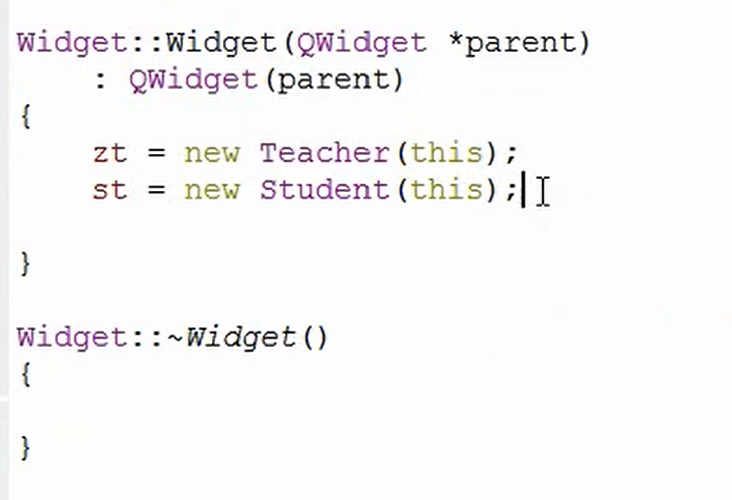 Widget::Widget(QWidget *parent)
    : QWidget(parent)
{
    zt = new Teacher(this);
    st = new Student(this);
}
Widget::~Widget()
{
}